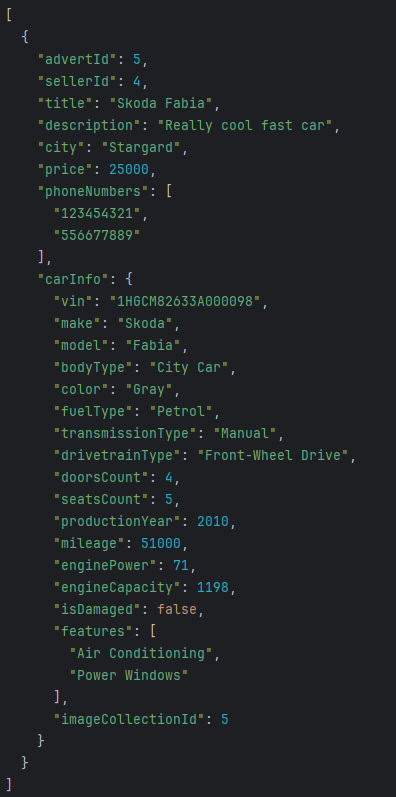 [
  {
    "advertId": 5,
    "sellerId": 4,
    "title": "Skoda Fabia",
    "description": "Really cool fast car",
    "city": "Stargard",
    "price": 25000,
    "phoneNumbers": [
      "123454321",
      "556677889"
    ],
    "carInfo": {
      "vin": "1HGCM82633A000098",
      "make": "Skoda",
      "model": "Fabia",
      "bodyType": "City Car",
      "color": "Gray",
      "fuelType": "Petrol",
      "transmissionType": "Manual",
      "drivetrainType": "Front-Wheel Drive",
      "doorsCount": 4,
      "seatsCount": 5,
      "productionYear": 2010,
      "mileage": 51000,
      "enginePower": 71,
      "engineCapacity": 1198,
      "isDamaged": false,
      "features": [
        "Air Conditioning",
        "Power Windows"
      ],
      "imageCollectionId": 5
    }
  }
]